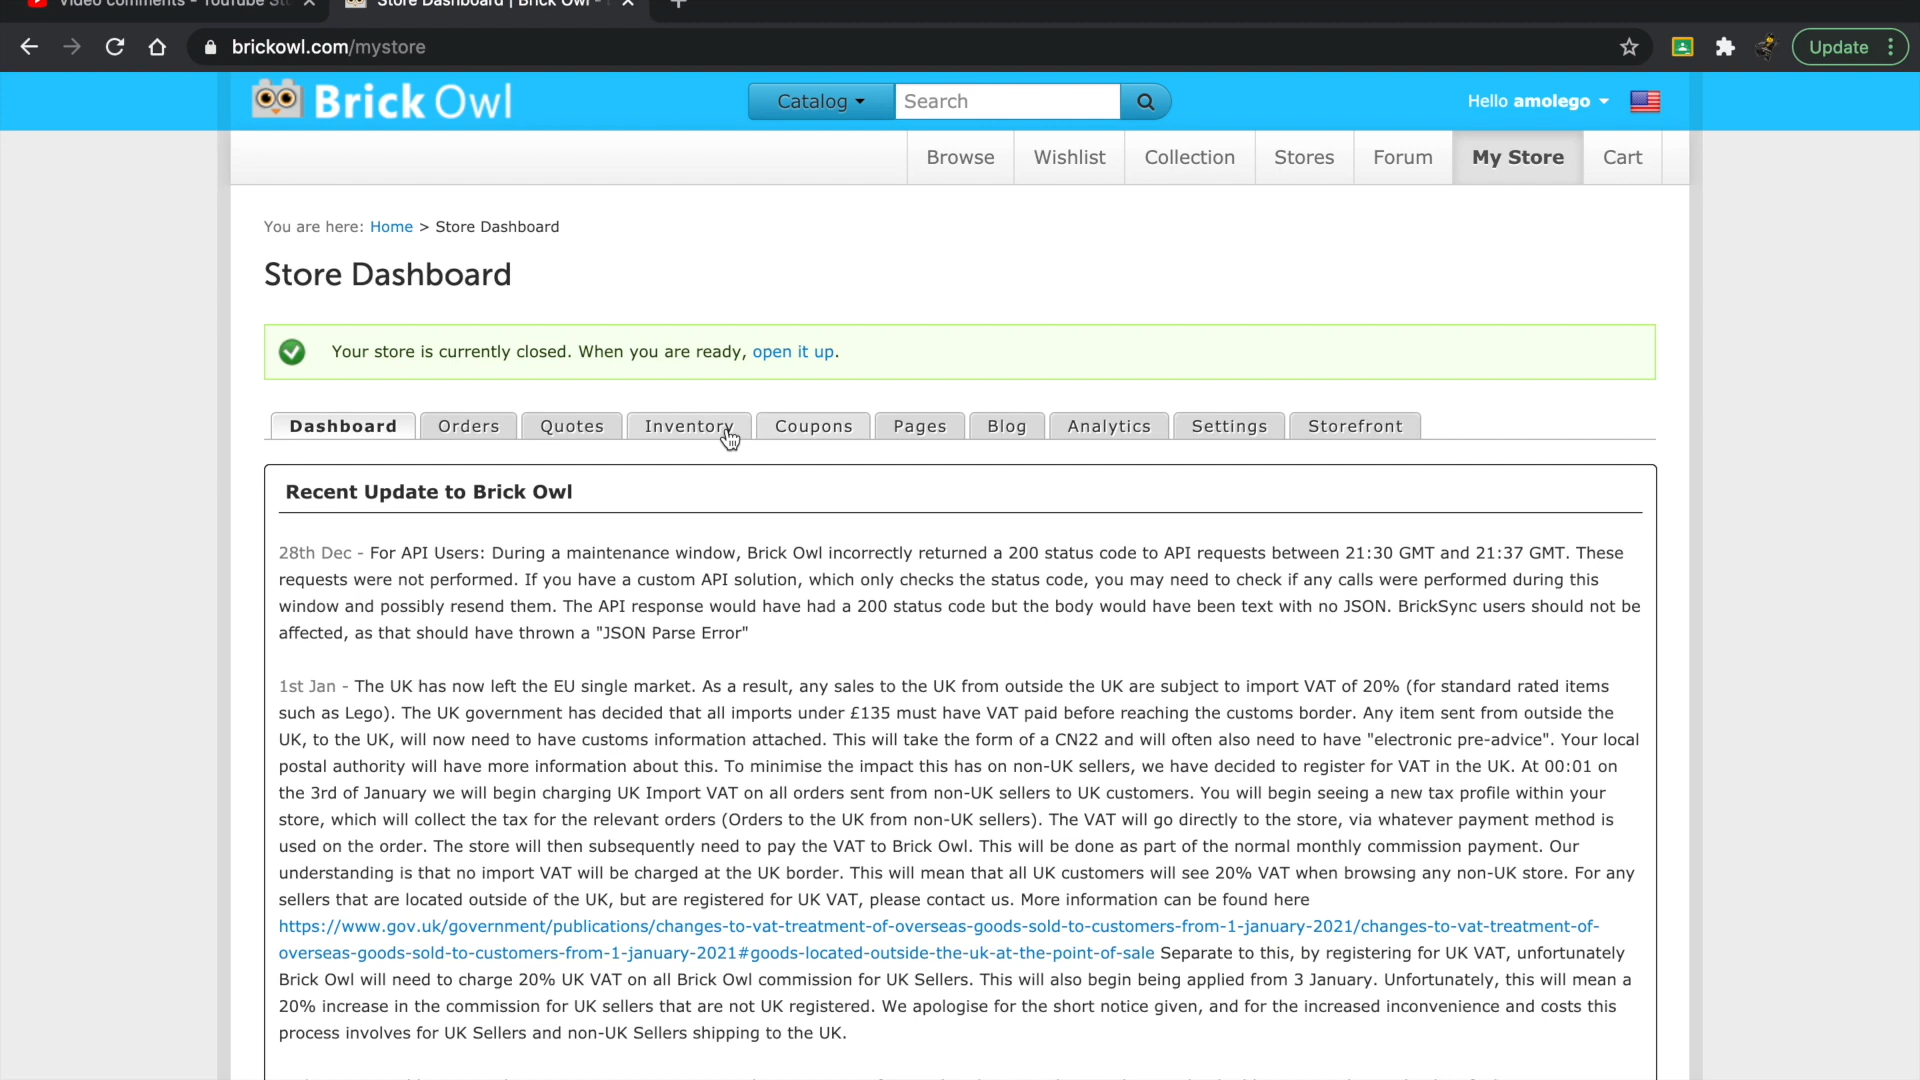 Video comments - YouTube St
Store Dashboard | Brick Owl -
brickowl.com/mystore
Update
Brick Owl
Catalog
Search
Hello amolego
Browse
Wishlist
Collection
Stores
Forum
My Store
Cart
You are here: Home > Store Dashboard
Store Dashboard
Your store is currently closed. When you are ready, open it up.
Dashboard
Orders
Quotes
Inventory
Coupons
Pages
Blog
Analytics
Settings
Storefront
Recent Update to Brick Owl
28th Dec - For API Users: During a maintenance window, Brick Owl incorrectly returned a 200 status code to API requests between 21:30 GMT and 21:37 GMT. These
requests were not performed. If you have a custom API solution, which only checks the status code, you may need to check if any calls were performed during this
window and possibly resend them. The API response would have had a 200 status code but the body would have been text with no JSON. BrickSync users should not be
affected, as that should have thrown a "JSON Parse Error"
1st Jan - The UK has now left the EU single market. As a result, any sales to the UK from outside the UK are subject to import VAT of 20% (for standard rated items
such as Lego). The UK government has decided that all imports under £135 must have VAT paid before reaching the customs border. Any item sent from outside the
UK, to the UK, will now need to have customs information attached. This will take the form of a CN22 and will often also need to have "electronic pre-advice". Your local
postal authority will have more information about this. To minimise the impact this has on non-UK sellers, we have decided to register for VAT in the UK. At 00:01 on
the 3rd of January we will begin charging UK Import VAT on all orders sent from non-UK sellers to UK customers. You will begin seeing a new tax profile within your
store, which will collect the tax for the relevant orders (Orders to the UK from non-UK sellers). The VAT will go directly to the store, via whatever payment method is
used on the order. The store will then subsequently need to pay the VAT to Brick Owl. This will be done as part of the normal monthly commission payment. Our
understanding is that no import VAT will be charged at the UK border. This will mean that all UK customers will see 20% VAT when browsing any non-UK store. For any
sellers that are located outside of the UK, but are registered for UK VAT, please contact us. More information can be found here
https://www.gov.uk/government/publications/changes-to-vat-treatment-of-overseas-goods-sold-to-customers-from-1-january-2021/changes-to-vat-treatment-of-
overseas-goods-sold-to-customers-from-1-january-2021#goods-located-outside-the-uk-at-the-point-of-sale Separate to this, by registering for UK VAT, unfortunately
Brick Owl will need to charge 20% UK VAT on all Brick Owl commission for UK Sellers. This will also begin being applied from 3 January. Unfortunately, this will mean a
20% increase in the commission for UK sellers that are not UK registered. We apologise for the short notice given, and for the increased inconvenience and costs this
process involves for UK Sellers and non-UK Sellers shipping to the UK.